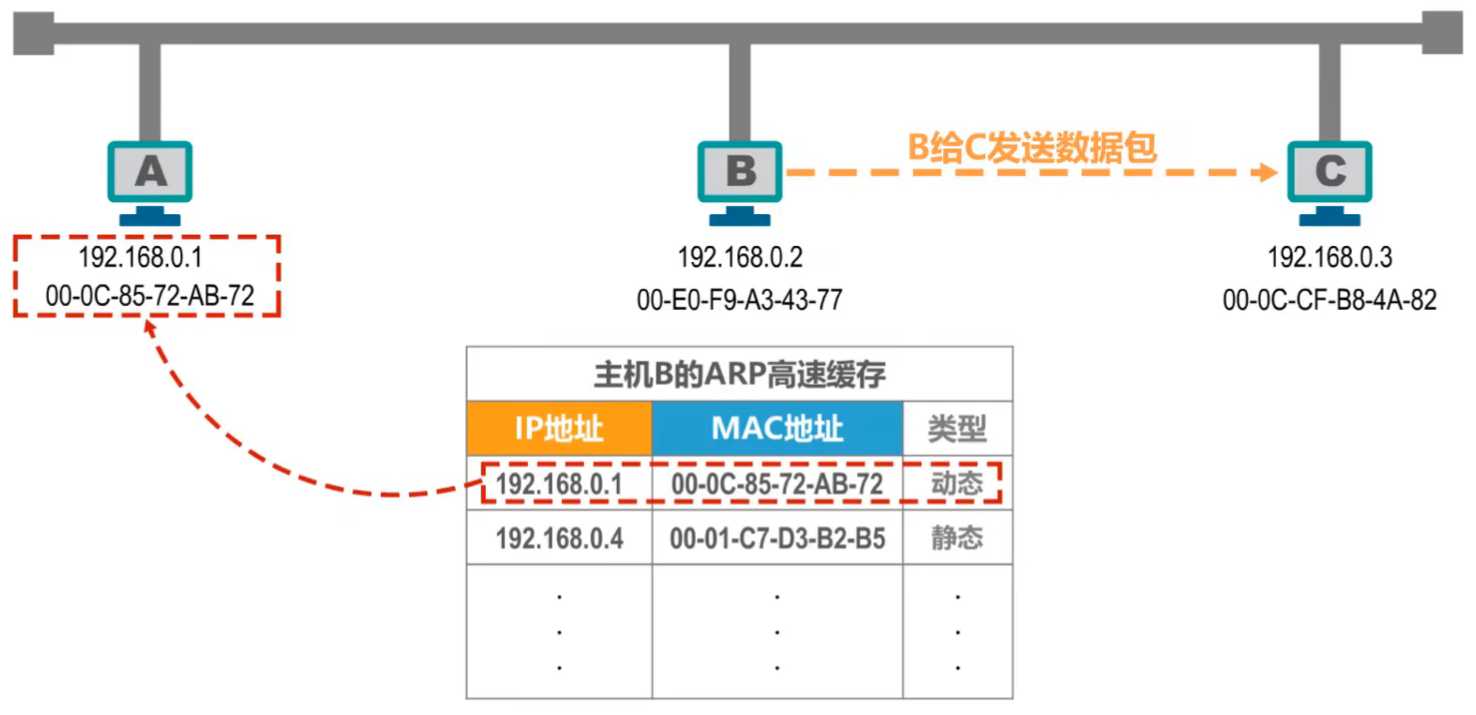 B给C发送数据包
A
B
C
192.168.0.1
00-0C-85-72-AB-72
192.168.0.2
00-E0-F9-A3-43-77
192.168.0.3
00-0C-CF-B8-4A-82
主机B的ARP高速缓存
IP地址 MAC地址 类型
192.168.0.1 00-0C-85-72-AB-72 动态
192.168.0.4 00-01-C7-D3-B2-B5 静态
. . .
. . .
. . .